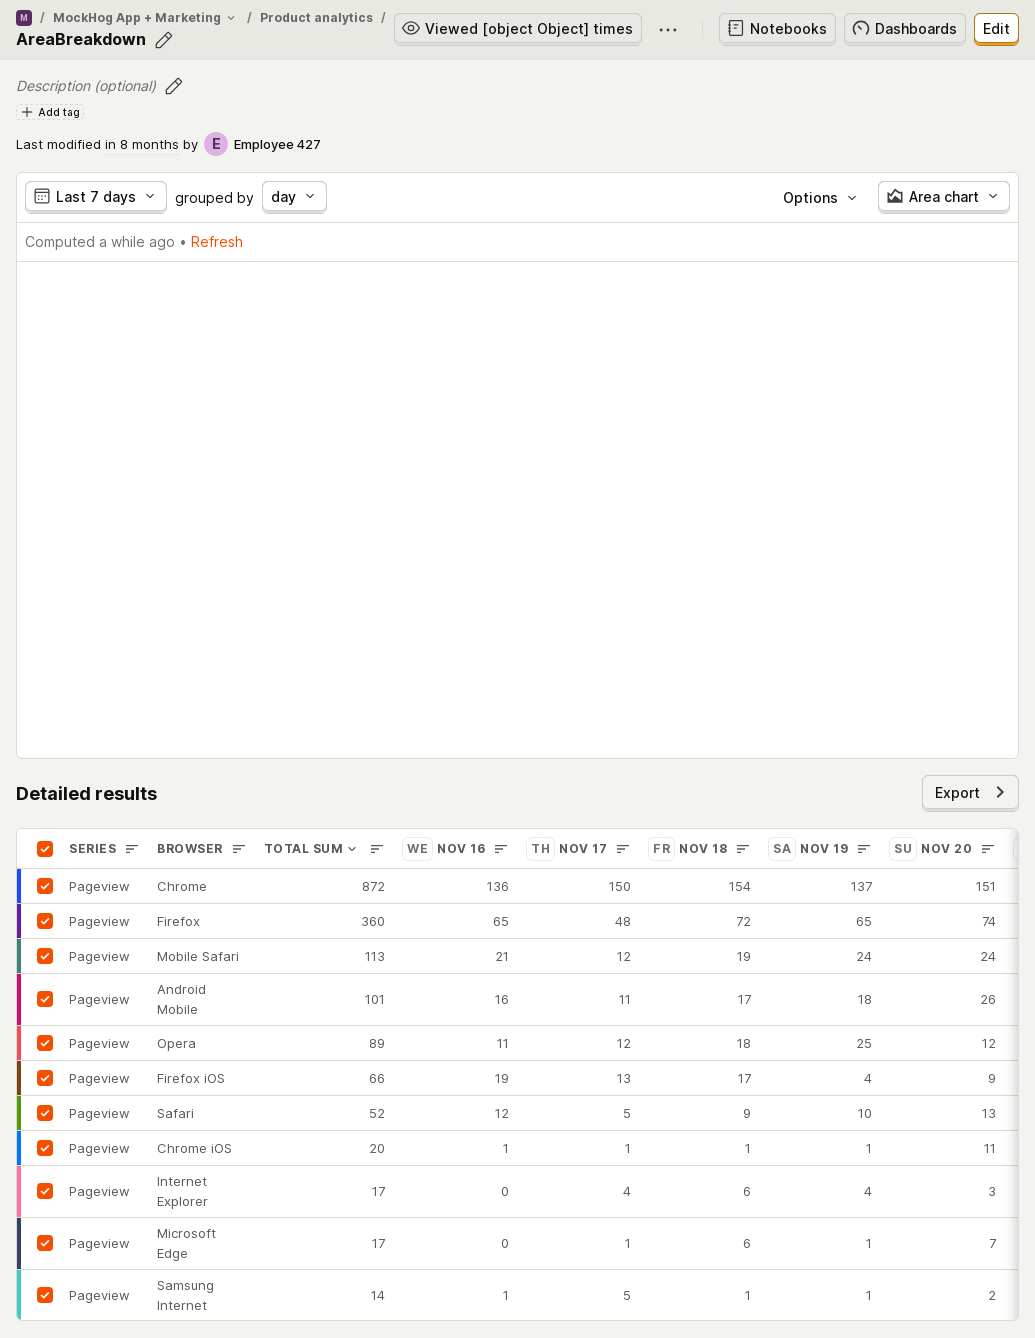 M / MockHog App + Marketing / Product analytics /
AreaBreakdown
Viewed [object Object] times
Notebooks
Dashboards
Edit
Description (optional)
Add tag
Last modified in 8 months by E Employee 427
Last 7 days grouped by day Options Area chart
Computed a while ago • Refresh
Detailed results
Export
SERIES BROWSER TOTAL SUM WE NOV 16 TH NOV 17 FR NOV 18 SA NOV 19 SU NOV 20
Pageview Chrome 872 136 150 154 137 151
Pageview Firefox 360 65 48 72 65 74
Pageview Mobile Safari 113 21 12 19 24 24
Pageview Android
Mobile 101 16 11 17 18 26
Pageview Opera 89 11 12 18 25 12
Pageview Firefox iOS 66 19 13 17 4 9
Pageview Safari 52 12 5 9 10 13
Pageview Chrome iOS 20 1 1 1 1 11
Pageview Internet
Explorer 17 0 4 6 4 3
Pageview Microsoft
Edge 17 0 1 6 1 7
Pageview Samsung
Internet 14 1 5 1 1 2